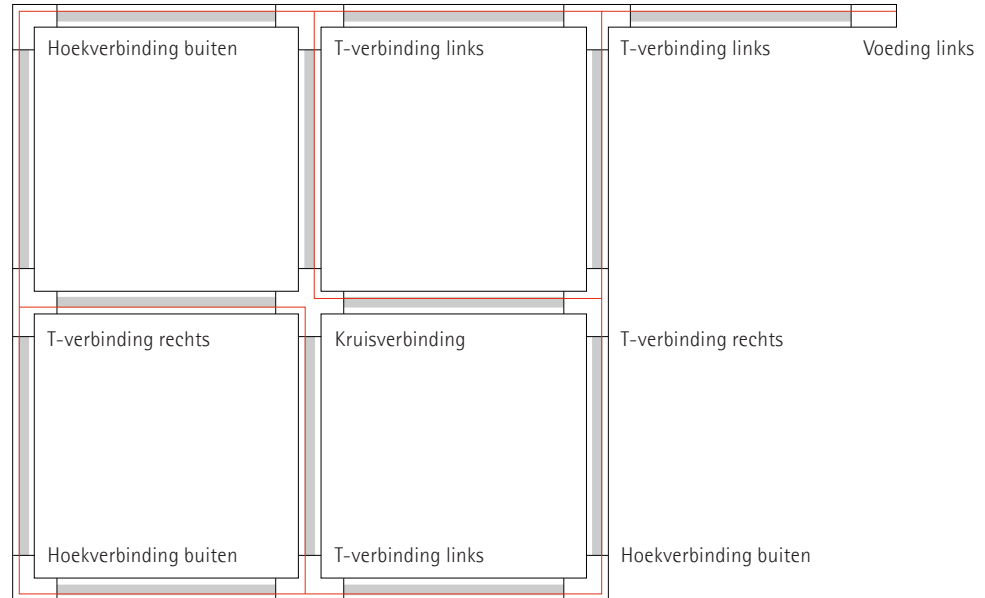 Hoekverbinding buiten
T-verbinding links
T-verbinding links
Voeding links
T-verbinding rechts
Kruisverbinding
T-verbinding rechts
Hoekverbinding buiten
T-verbinding links
Hoekverbinding buiten